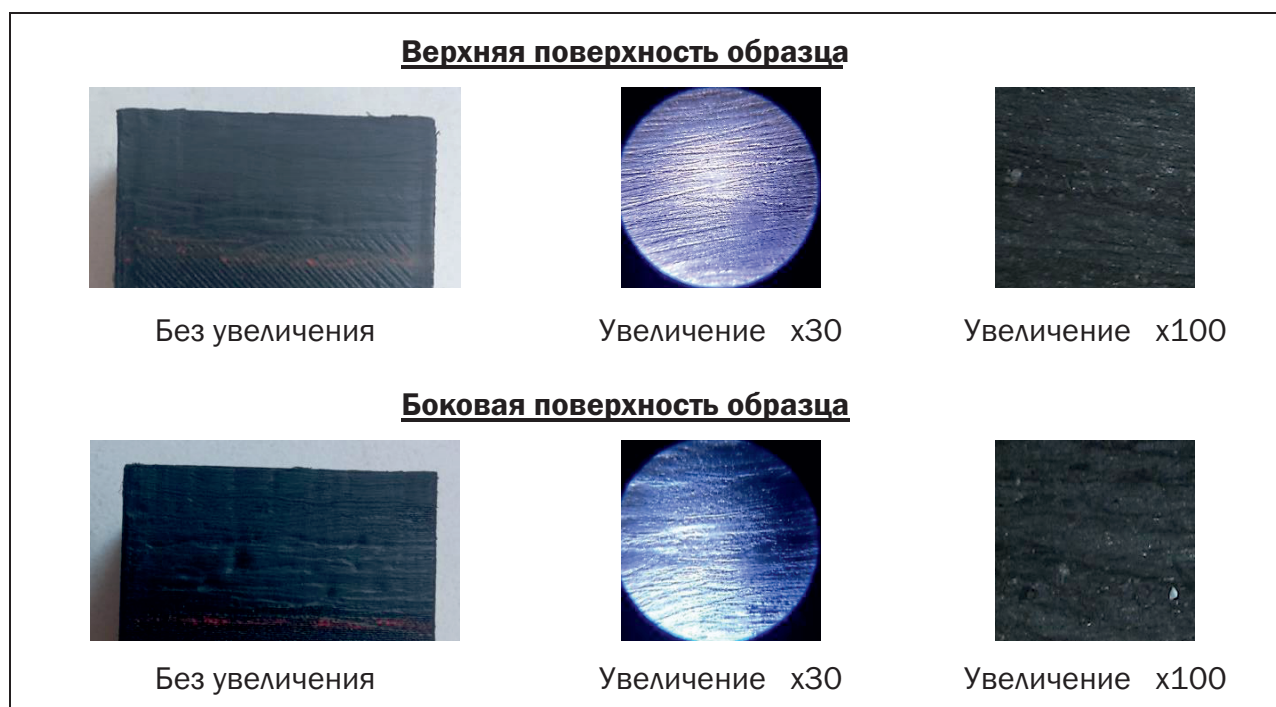 Верхняя поверхность образца
Без увеличения
Увеличение х30
Увеличение х100
Боковая поверхность образца
Без увеличения
Увеличение х30
Увеличение х100